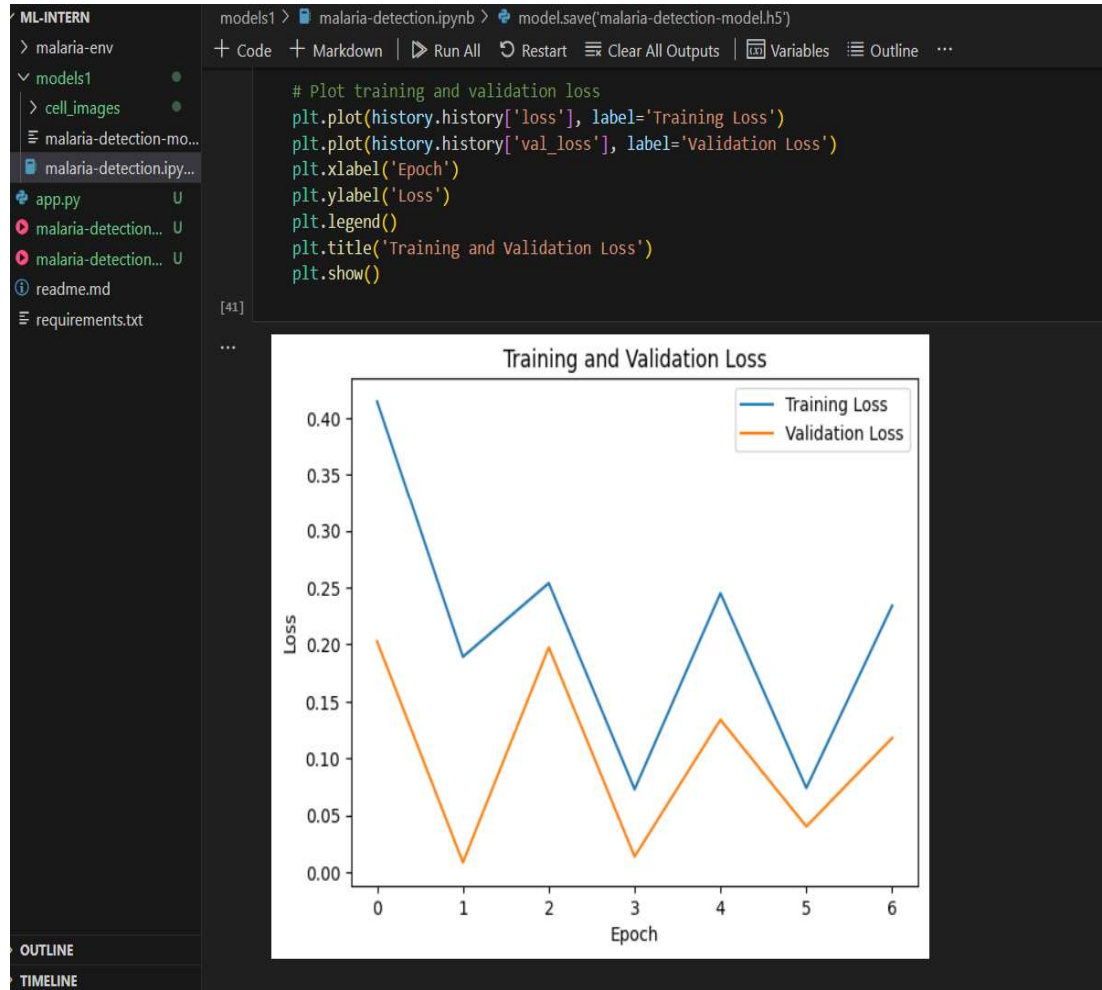 ML-INTERN
malaria-env
models1
cell_images
malaria-detection-mo...
malaria-detection.ipy...
app.py U
malaria-detection... U
malaria-detection... U
readme.md
requirements.txt
OUTLINE
TIMELINE
models1 > malaria-detection.ipynb > model.save('malaria-detection-model.h5')
+ Code + Markdown | Run All Restart Clear All Outputs | Variables Outline ...
# Plot training and validation loss
plt.plot(history.history['loss'], label='Training Loss')
plt.plot(history.history['val_loss'], label='Validation Loss')
plt.xlabel('Epoch')
plt.ylabel('Loss')
plt.legend()
plt.title('Training and Validation Loss')
plt.show()
[41]
...
Training and Validation Loss
Training Loss
Validation Loss
0.40
0.35
0.30
0.25
0.20
0.15
0.10
0.05
0.00
Loss
0 1 2 3 4 5 6
Epoch